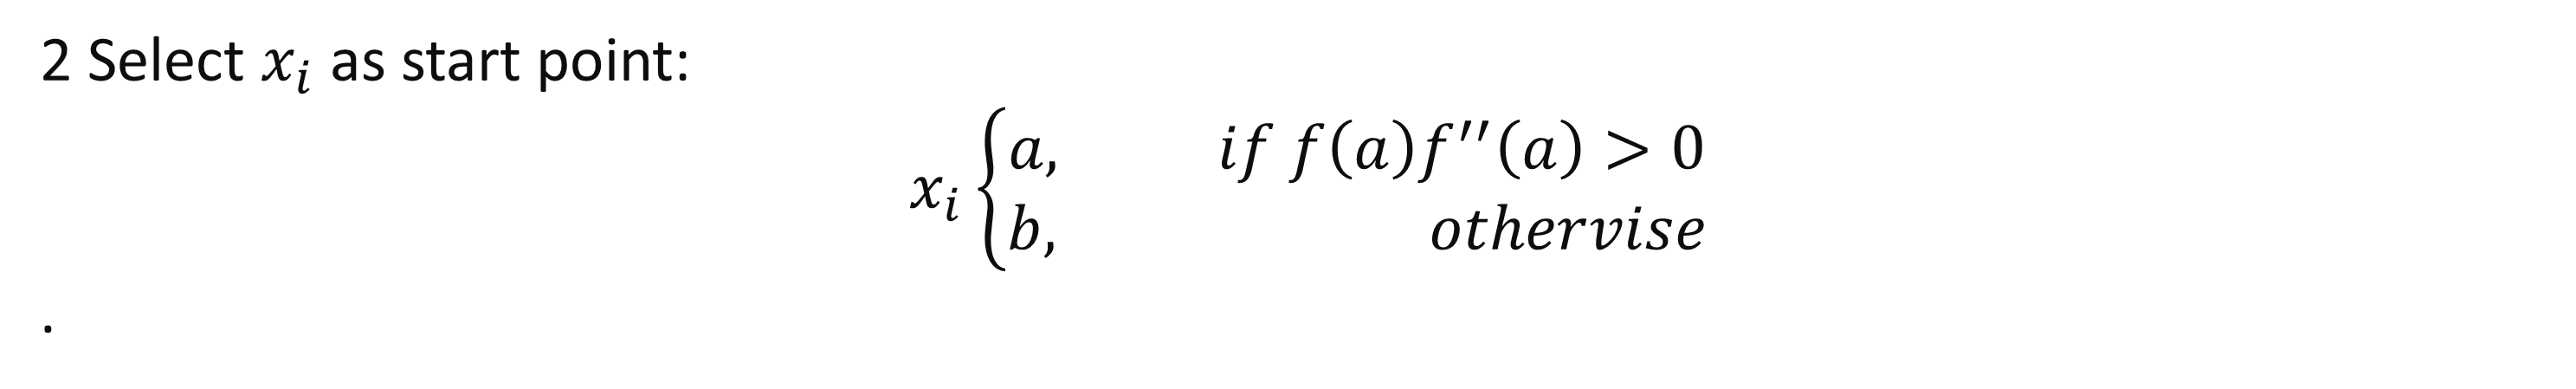 2 Select xᵢ as start point:
xᵢ { a, if f(a)f′′(a) > 0
b, othervise
.